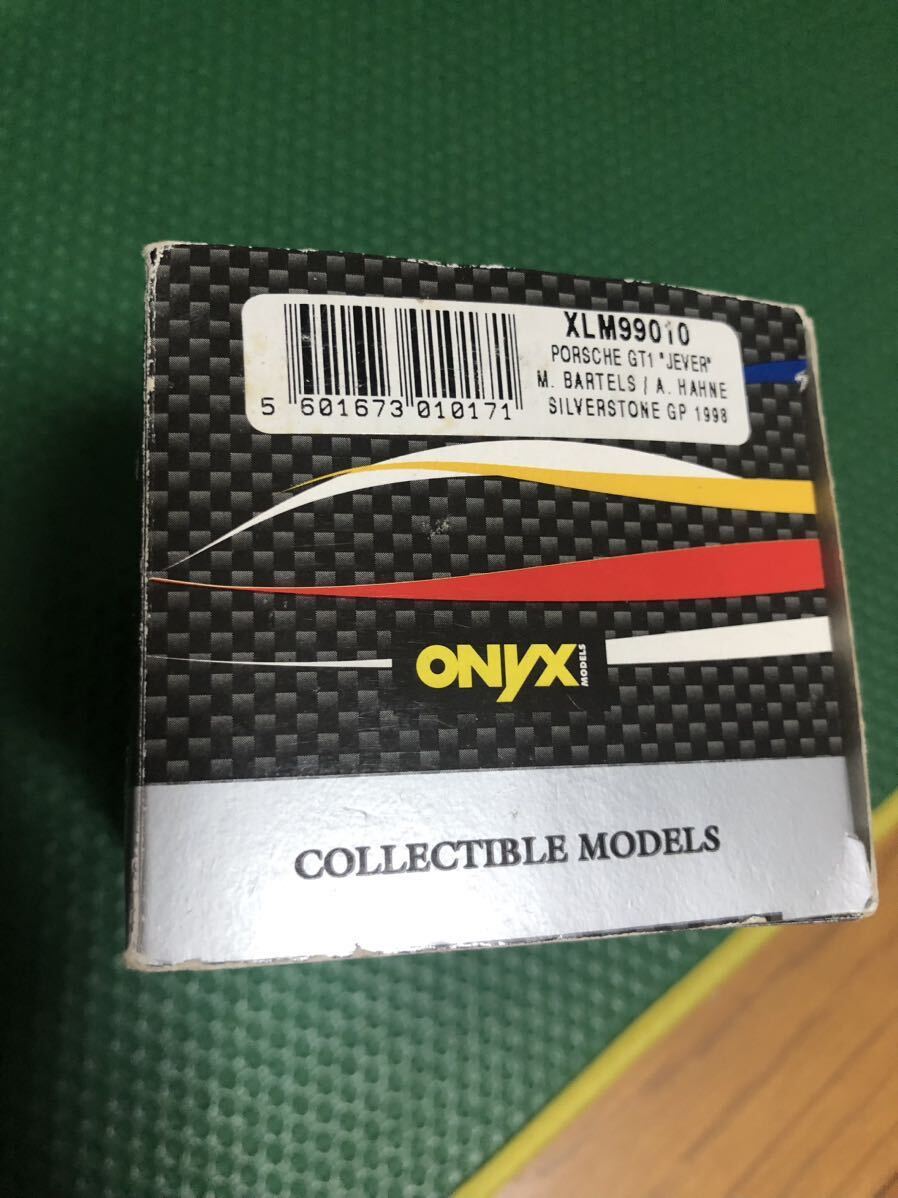 XLM99010
PORSCHE GT1 "JEVER"
M. BARTELS / A. HAHNE
SILVERSTONE GP 1998
5 601673 010171
ONYX MODELS
COLLECTIBLE MODELS